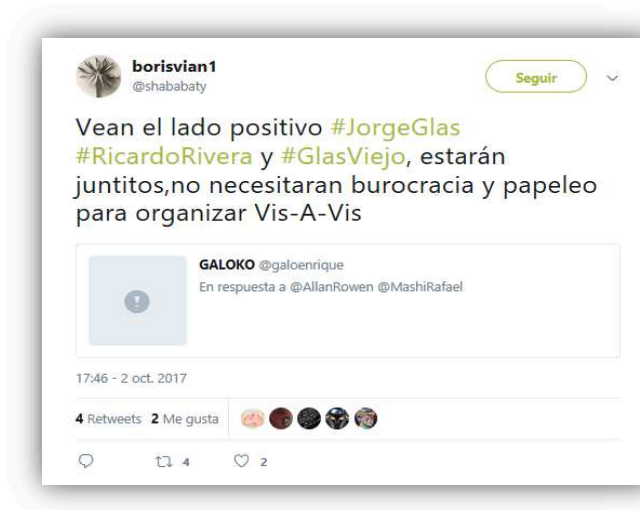 borisvian1
@shababaty
Seguir
Vean el lado positivo #JorgeGlas
#RicardoRivera y #GlasViejo, estarán
juntitos,no necesitaran burocracia y papeleo
para organizar Vis-A-Vis
GALOKO @galoenrique
En respuesta a @AllanRowen @MashiRafael
17:46 - 2 oct. 2017
4 Retweets 2 Me gusta
4 2